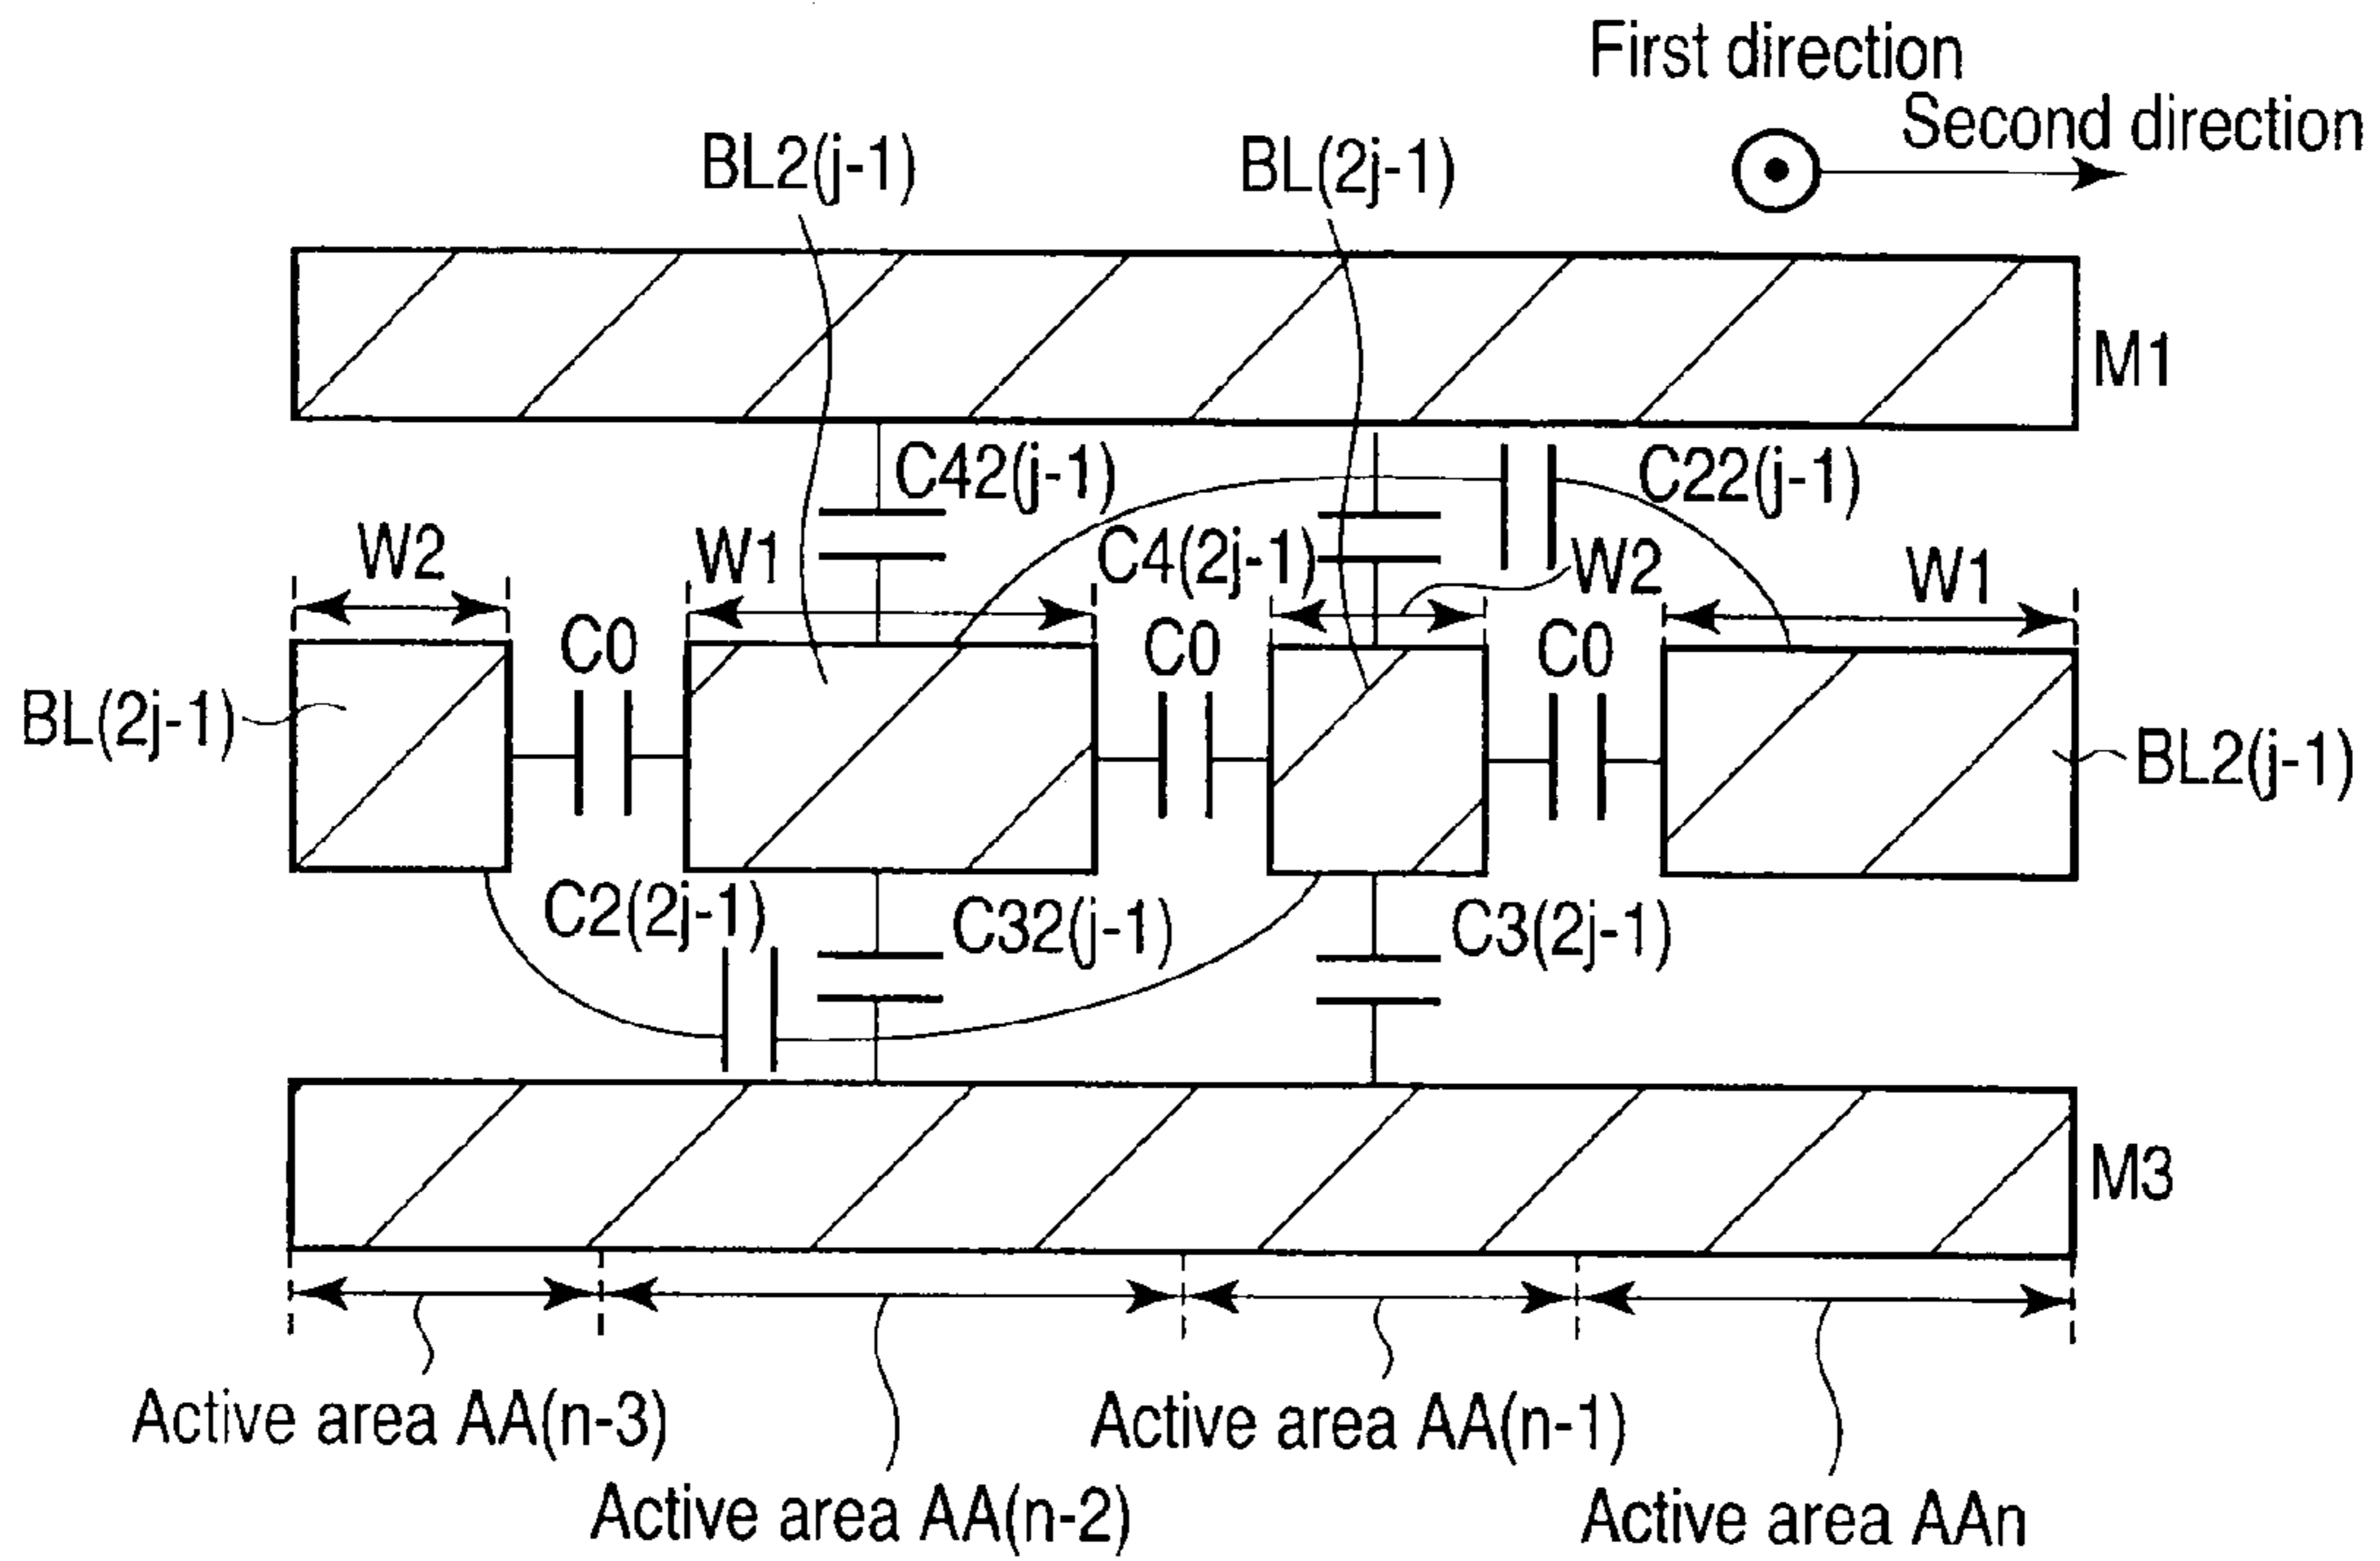 First direction
Second direction
BL2(j-1)
BL(2j-1)
M1
C42(j-1)
C22(j-1)
W2
W1
C4(2j-1)
W2
W1
C0
C0
C0
BL(2j-1)
BL2(j-1)
C2(2j-1)
C32(j-1)
C3(2j-1)
M3
Active area AA(n-3)
Active area AA(n-1)
Active area AA(n-2)
Active area AAn